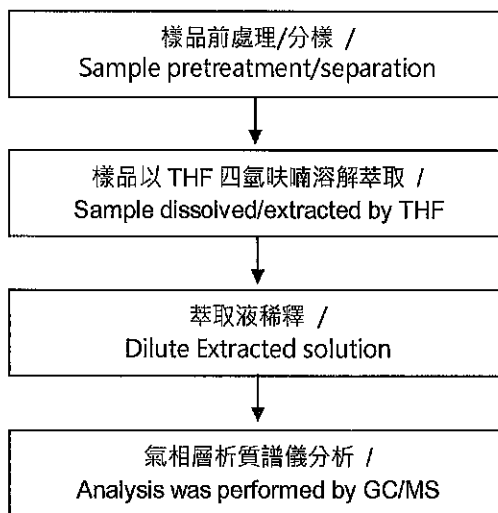 樣品前處理/分樣 /
Sample pretreatment/separation
樣品以 THF 四氫呋喃溶解萃取 /
Sample dissolved/extracted by THF
萃取液稀釋 /
Dilute Extracted solution
氣相層析質譜儀分析 /
Analysis was performed by GC/MS